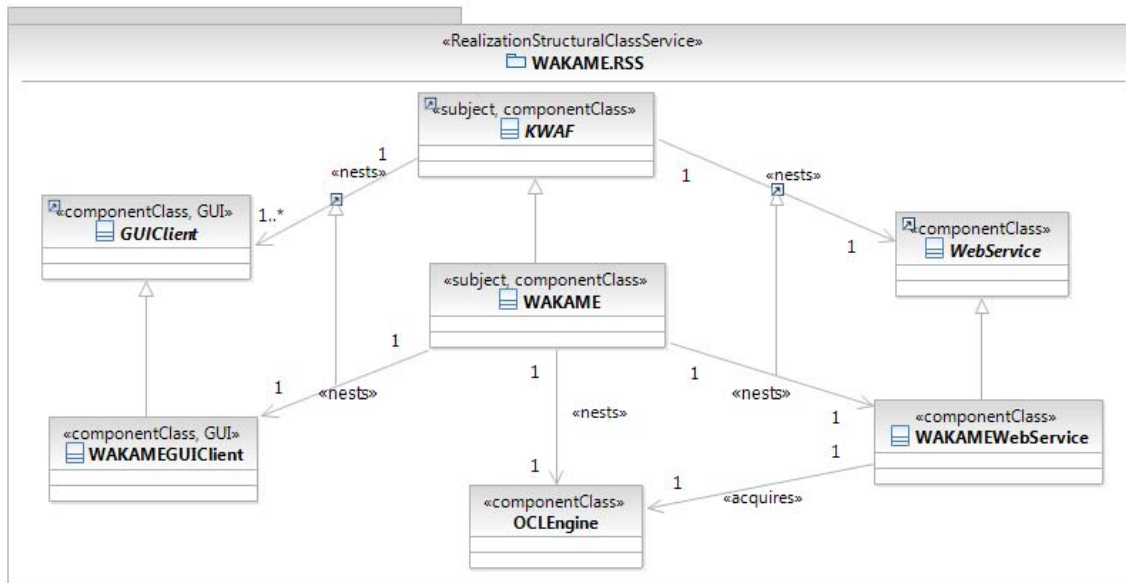 «RealizationStructuralClassService»
WAKAME.RSS
«subject, componentClass»
KWAF
1
«nests»
1..*
1
«nests»
1
«componentClass, GUI»
GUIClient
«componentClass»
WebService
«subject, componentClass»
WAKAME
1
«nests»
1
1
«nests»
1
1
«nests»
1
«componentClass, GUI»
WAKAMEGUIClient
«componentClass»
WAKAMEWebService
1
«acquires»
1
«componentClass»
OCLEngine